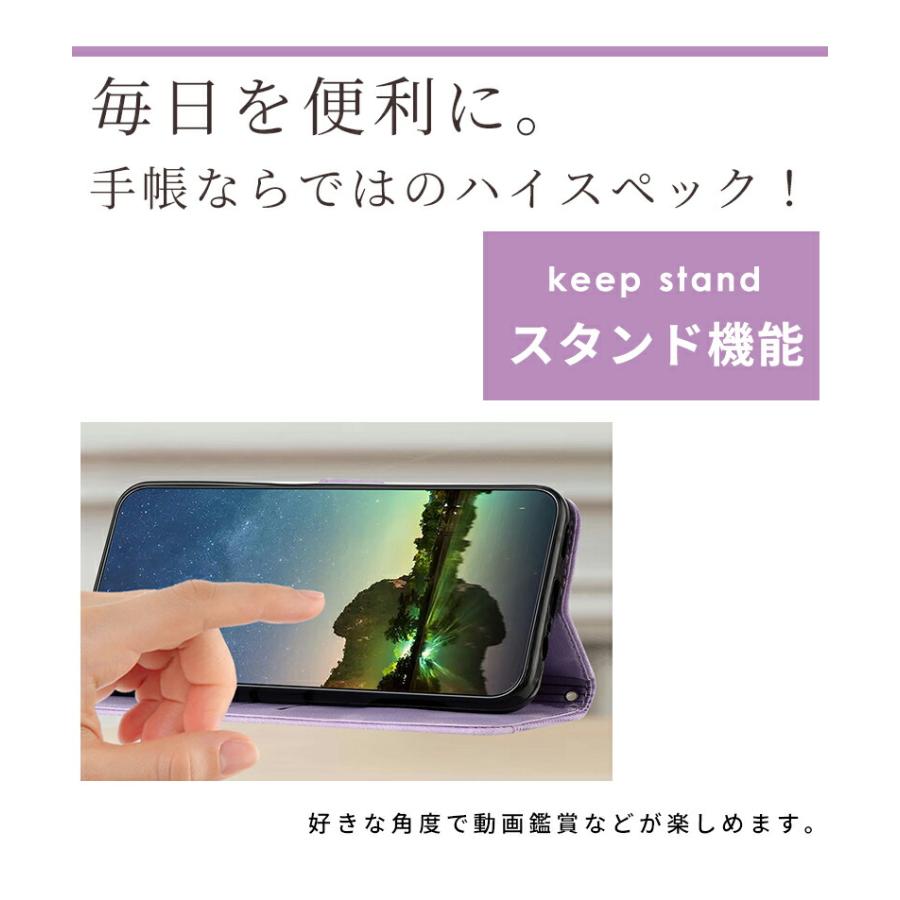 毎日を便利に。
手帳ならではのハイスペック！
keep stand
スタンド機能
好きな角度で動画鑑賞などが楽しめます。